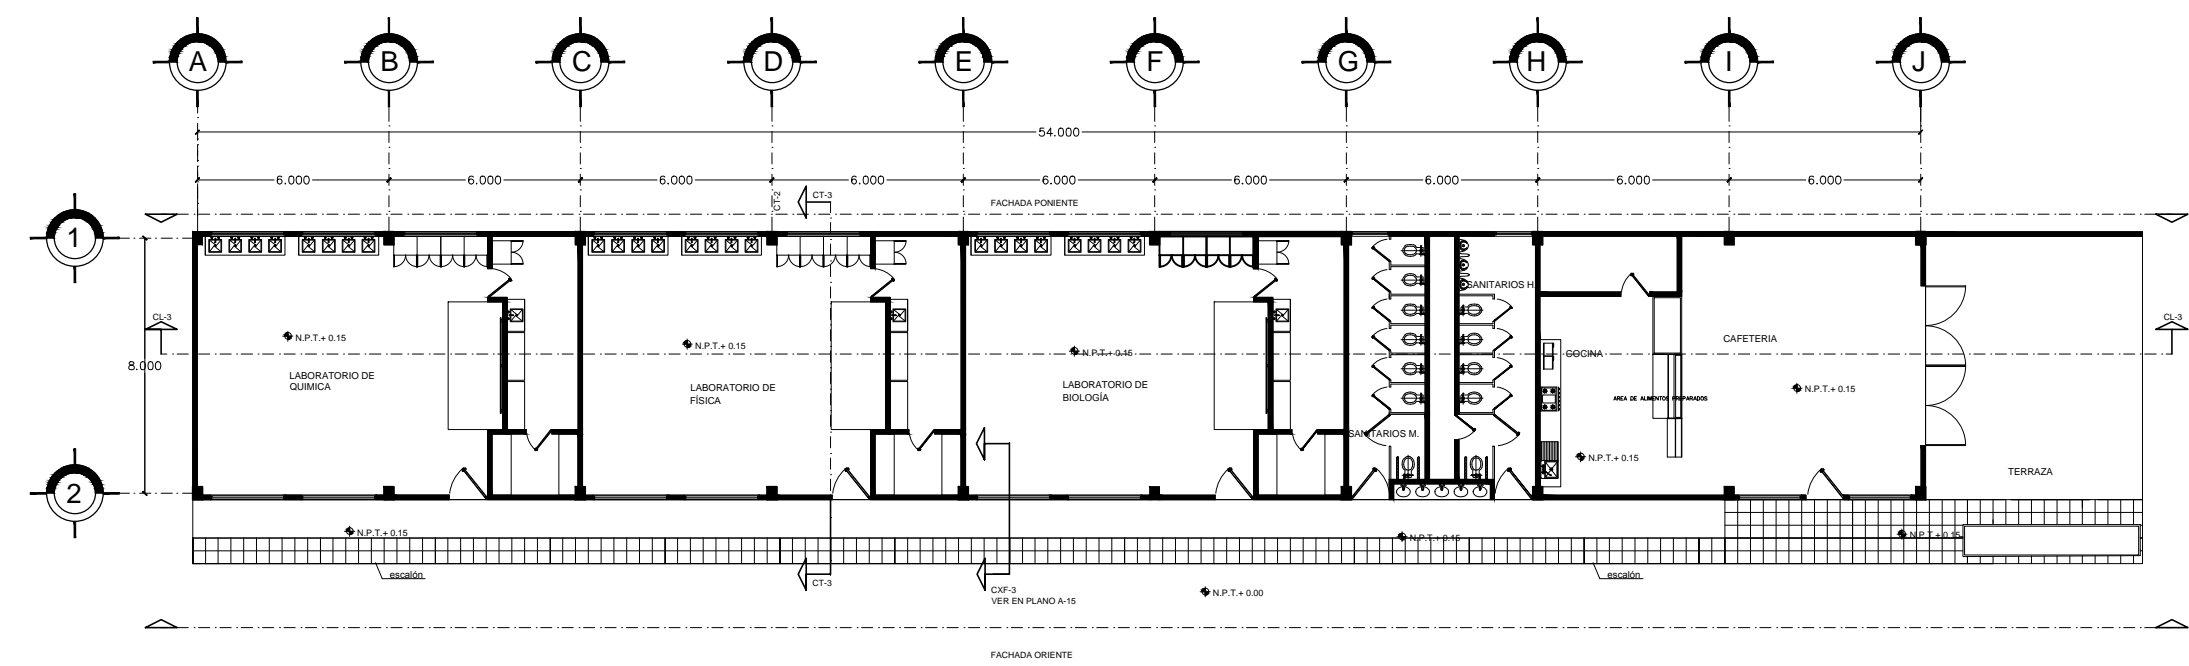 A B C D E F G H I J
54.000
6.000 6.000 6.000 6.000 6.000 6.000 6.000 6.000 6.000
CT-2
CT-3
FACHADA PONIENTE
1
SANITARIOS H.
CL-3
CL-3
N.P.T.+ 0.15
N.P.T.+ 0.15
N.P.T.+ 0.15
CAFETERIA
COCINA
8.000
LABORATORIO DE
QUIMICA
LABORATORIO DE
FÍSICA
LABORATORIO DE
BIOLOGÍA
N.P.T.+ 0.15
AREA DE ALIMENTOS PREPARADOS
SANITARIOS M.
N.P.T.+ 0.15
TERRAZA
2
N.P.T.+ 0.15
N.P.T.+ 0.15
N.P.T.+ 0.15
escalón
escalón
CT-3
CXF-3
VER EN PLANO A-15
N.P.T.+ 0.00
FACHADA ORIENTE